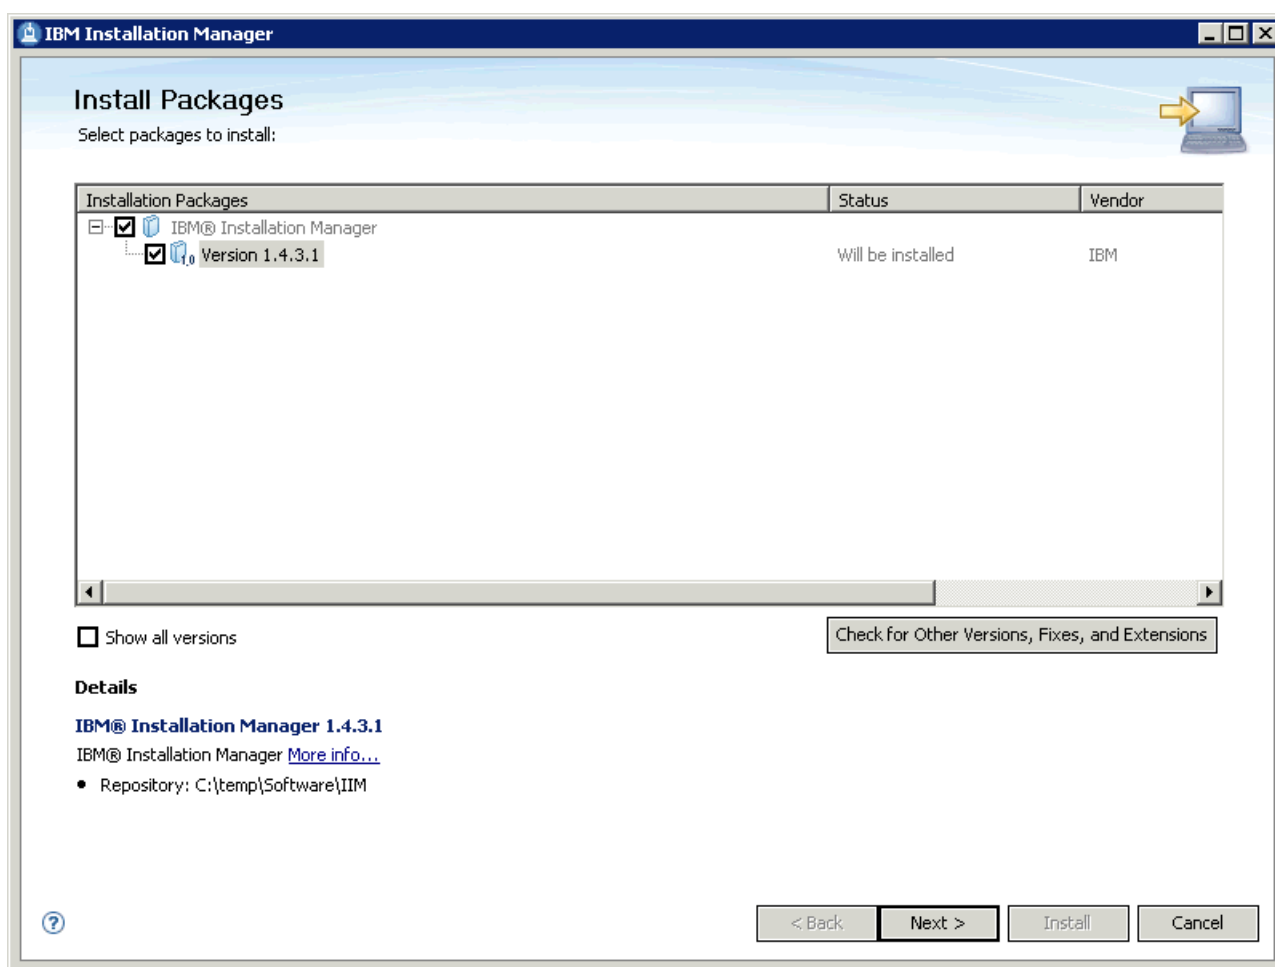 IBM Installation Manager
Install Packages
Select packages to install:
Installation Packages Status Vendor
IBM® Installation Manager
1.0 Version 1.4.3.1 Will be installed IBM
Show all versions Check for Other Versions, Fixes, and Extensions
Details
IBM® Installation Manager 1.4.3.1
IBM® Installation Manager More info...
• Repository: C:\temp\Software\IIM
? < Back Next > Install Cancel